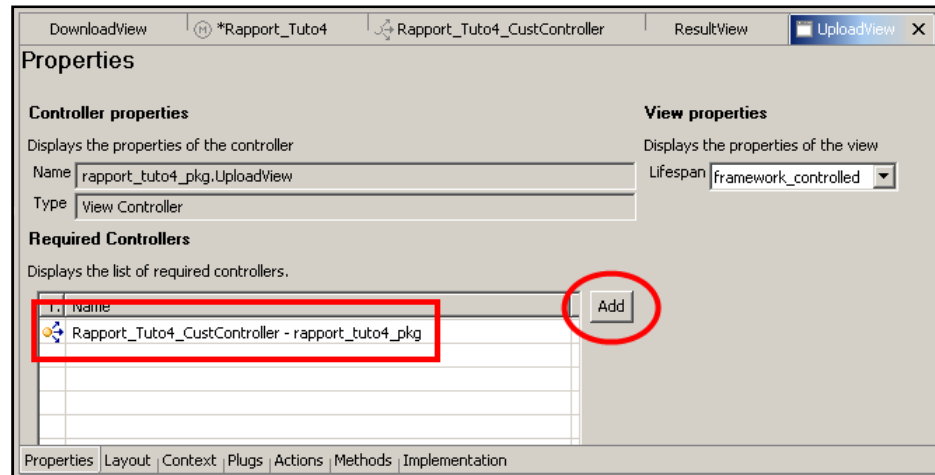 DownloadView *Rapport_Tuto4 Rapport_Tuto4_CustController ResultView UploadView
Properties
Controller properties
View properties
Displays the properties of the controller
Displays the properties of the view
Name rapport_tuto4_pkg.UploadView
Lifespan framework_controlled
Type View Controller
Required Controllers
Displays the list of required controllers.
T. Name
Add
Rapport_Tuto4_CustController - rapport_tuto4_pkg
Properties Layout Context Plugs Actions Methods Implementation